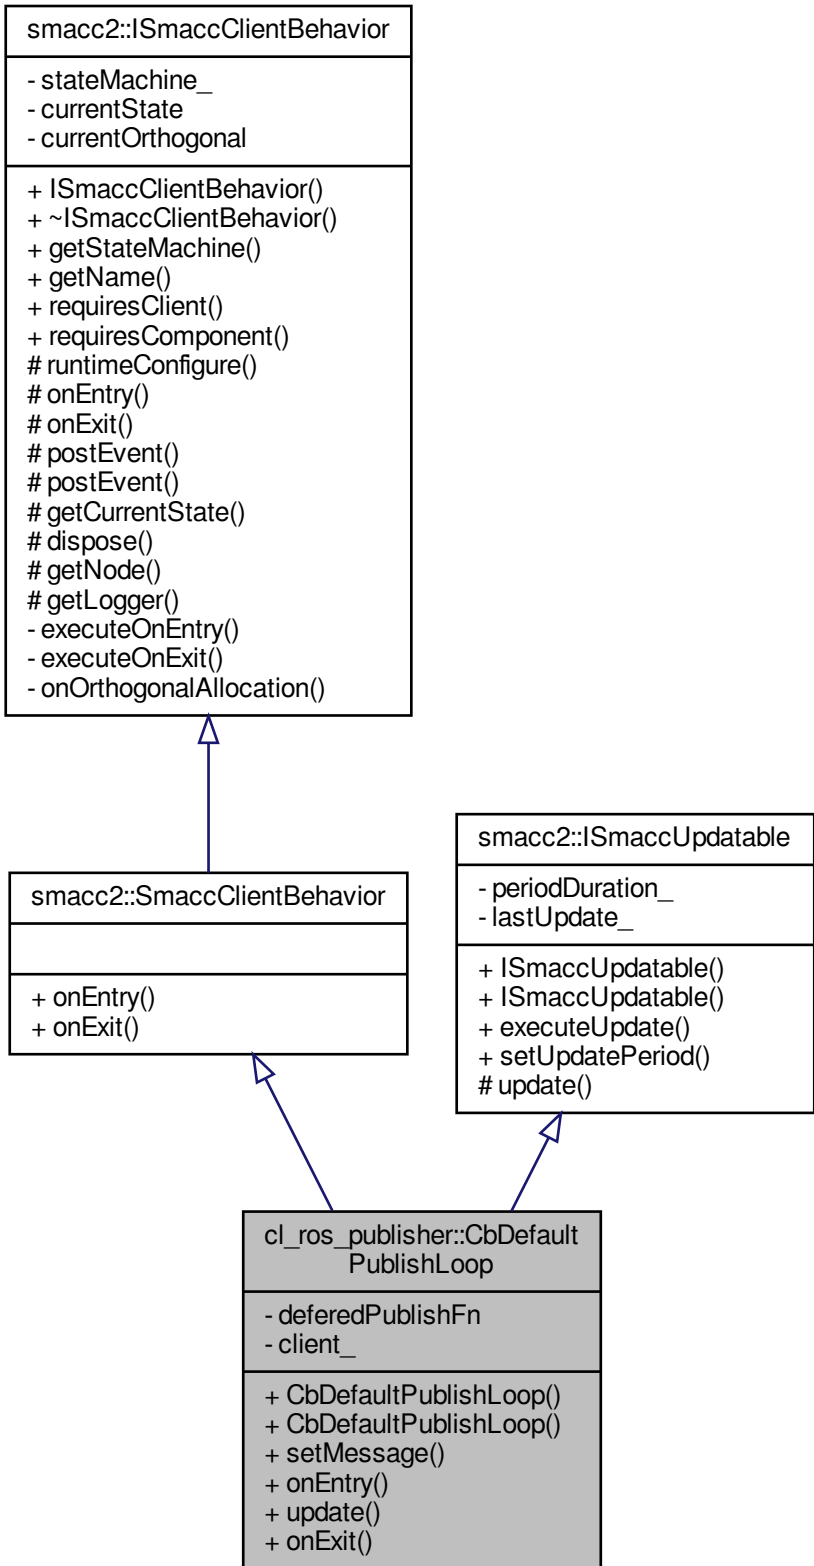 smacc2::ISmaccClientBehavior
- stateMachine_
- currentState
- currentOrthogonal
+ ISmaccClientBehavior()
+ ~ISmaccClientBehavior()
+ getStateMachine()
+ getName()
+ requiresClient()
+ requiresComponent()
# runtimeConfigure()
# onEntry()
# onExit()
# postEvent()
# postEvent()
# getCurrentState()
# dispose()
# getNode()
# getLogger()
- executeOnEntry()
- executeOnExit()
- onOrthogonalAllocation()
smacc2::SmaccClientBehavior
+ onEntry()
+ onExit()
smacc2::ISmaccUpdatable
- periodDuration_
- lastUpdate_
+ ISmaccUpdatable()
+ ISmaccUpdatable()
+ executeUpdate()
+ setUpdatePeriod()
# update()
cl_ros_publisher::CbDefault
PublishLoop
- deferedPublishFn
- client_
+ CbDefaultPublishLoop()
+ CbDefaultPublishLoop()
+ setMessage()
+ onEntry()
+ update()
+ onExit()